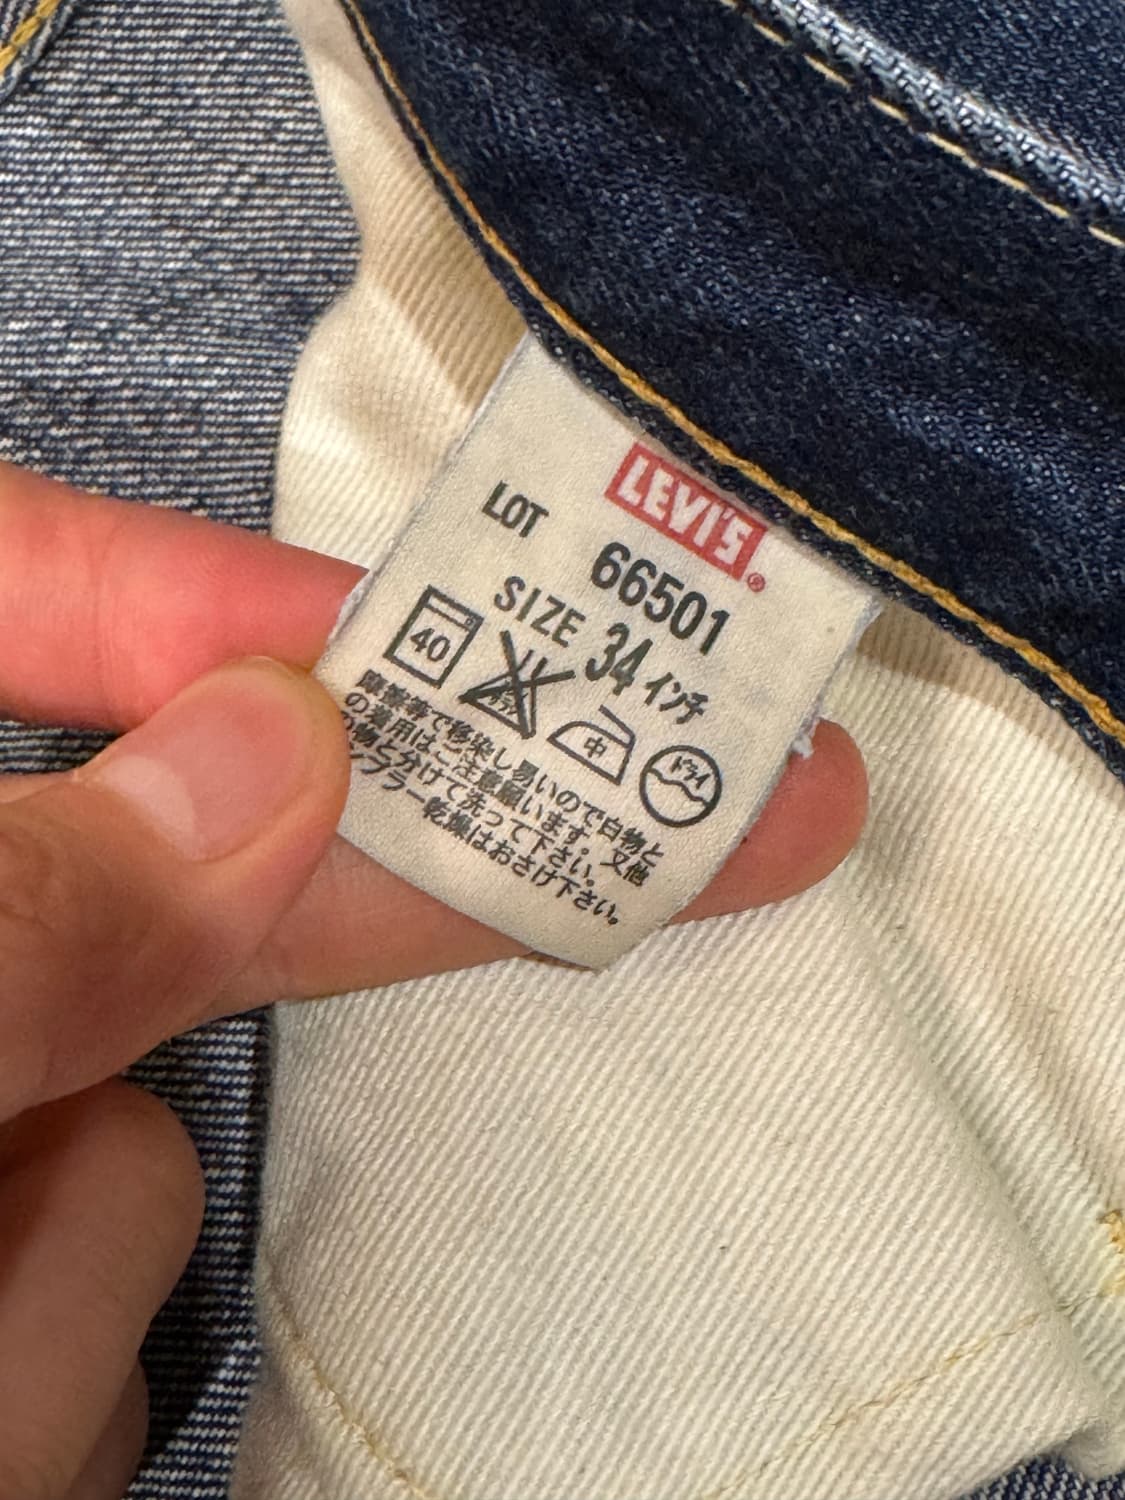 LEVI'S®
LOT 66501
SIZE 34 インチ
40
中
ドライ
摩擦等で移染し易いので白物と
の着用はご注意願います。又他
の物と分けて洗って下さい。
ンブラー乾燥はおさけ下さい。